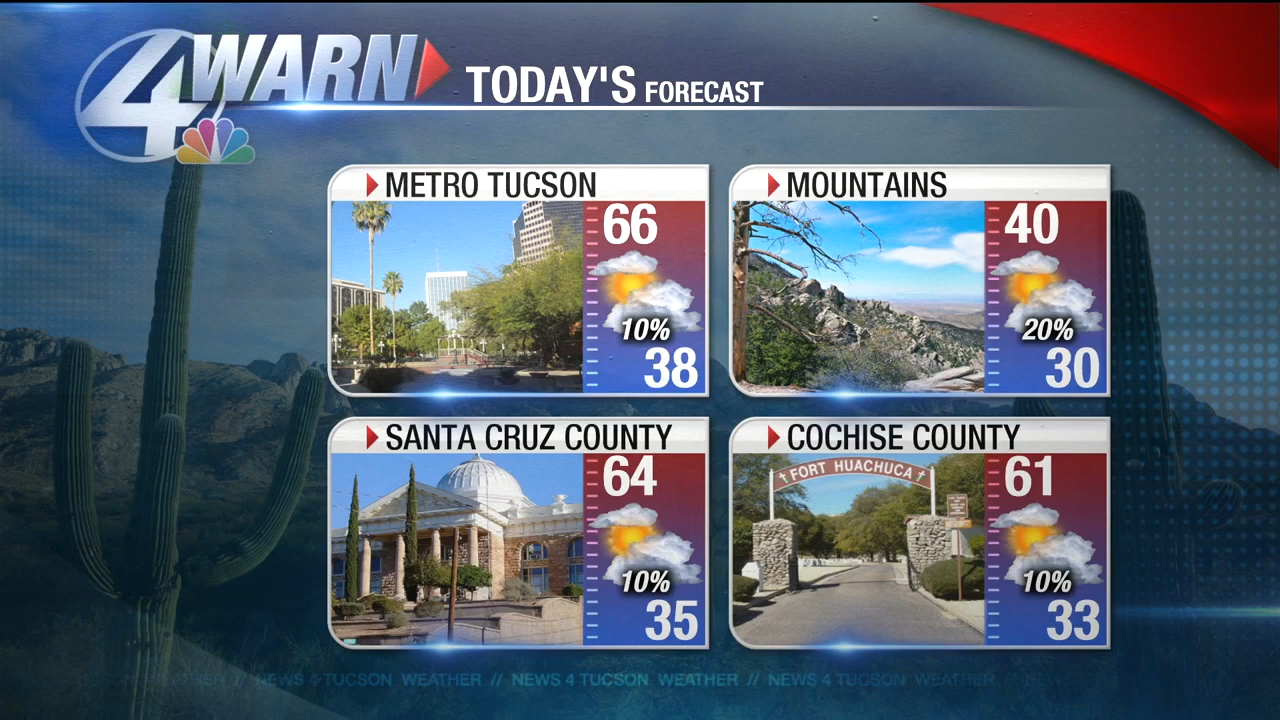 4WARN
TODAY'S FORECAST
METRO TUCSON
66
10%
38
MOUNTAINS
40
20%
30
SANTA CRUZ COUNTY
64
10%
35
COCHISE COUNTY
FORT HUACHUCA
61
10%
33
WEATHER // NEWS 4 TUCSON WEATHER // NEWS 4 TUCSON WEATHER // NEWS 4 TUCSON WEATHER //